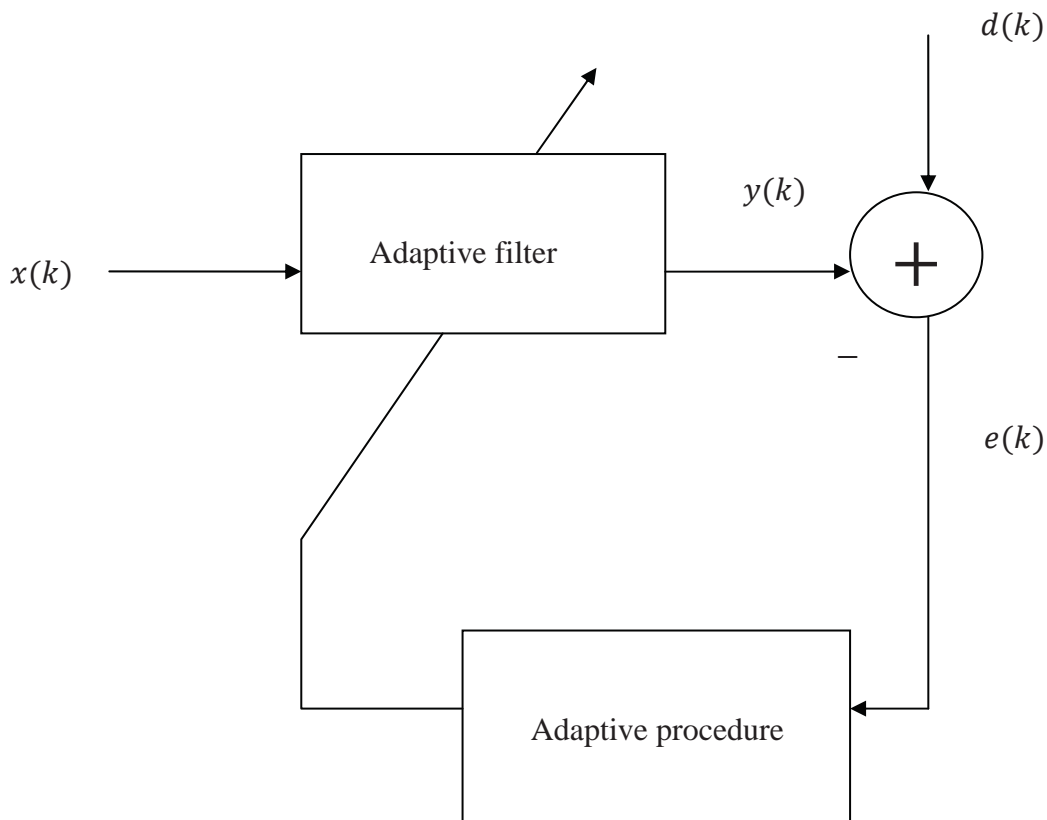 d(k)
y(k)
Adaptive filter
x(k)
+
−
e(k)
Adaptive procedure